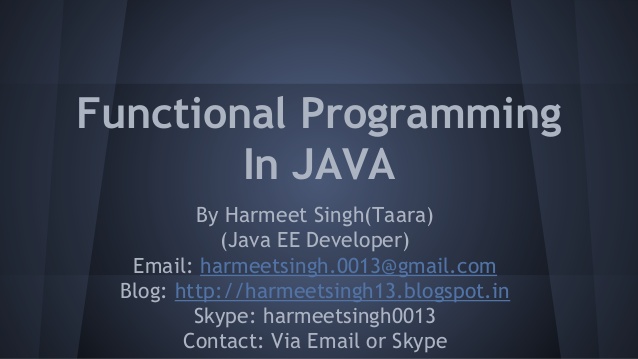 Functional Programming
In JAVA
By Harmeet Singh(Taara)
(Java EE Developer)
Email: harmeetsingh.0013@gmail.com
Blog: http://harmeetsingh13.blogspot.in
Skype: harmeetsingh0013
Contact: Via Email or Skype